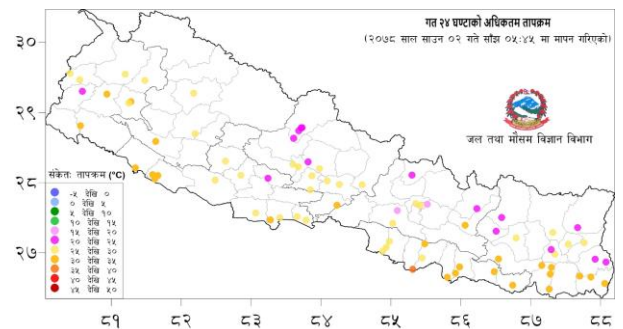 गत २४ घण्टाको अधिकतम तापक्रम
(२०७८ साल साउन ०२ गते साँझ ०५:४५ मा मापन गरिएको)
जल तथा मौसम विज्ञान विभाग
३०
२९
२८
२७
संकेतः तापक्रम (°C)
-५ देखि ०
० देखि ५
५ देखि १०
१० देखि १५
१५ देखि २०
२० देखि २५
२५ देखि ३०
३० देखि ३५
३५ देखि ४०
४० देखि ४५
४५ देखि ५०
८१ ८२ ८३ ८४ ८५ ८६ ८७ ८८